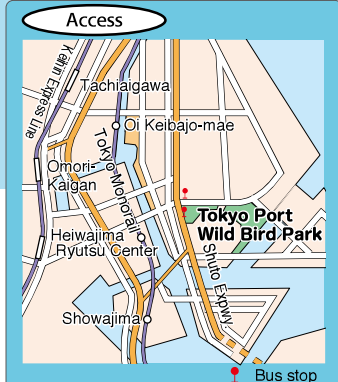 Access
Keihin Express Line
Tachiaigawa
Oi Keibajo-mae
Tokyo Monorail
Omori-
Kaigan
Tokyo Port
Wild Bird Park
Heiwajima
Ryutsu Center
Shuto Expwy
Showajima
Bus stop